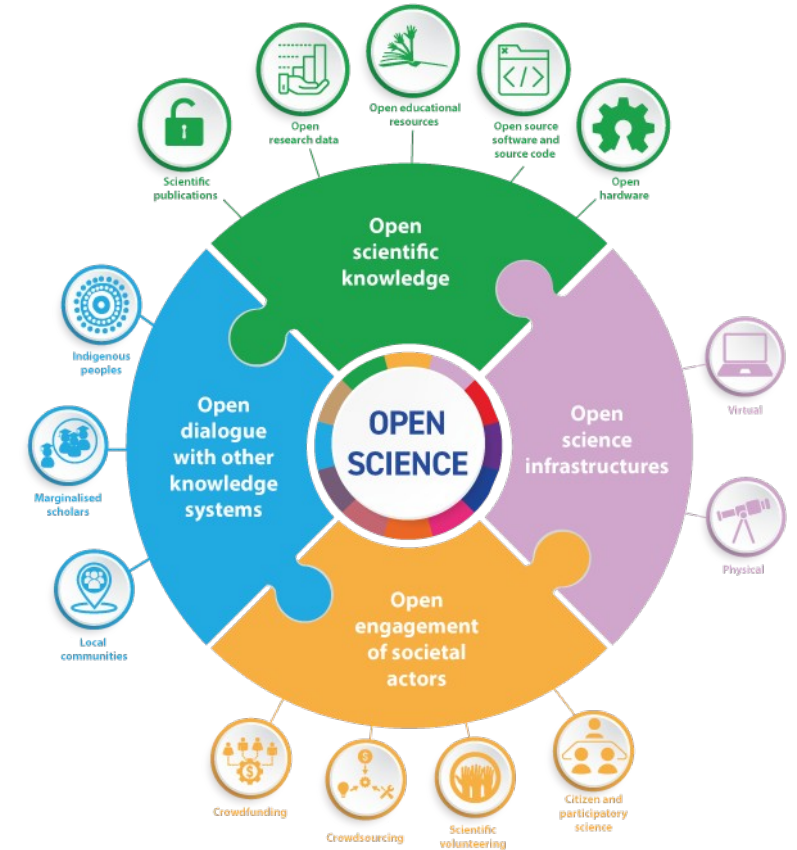 Open educational
resources
Open
research data
Open source
software and
source code
Scientific
publications
Open
hardware
Open
scientific
knowledge
Indigenous
peoples
Marginalised
scholars
Local
communities
Open
dialogue
with other
knowledge
systems
OPEN
SCIENCE
Open
science
infrastructures
Virtual
Physical
Open
engagement
of societal
actors
Crowdfunding
Crowdsourcing
Scientific
volunteering
Citizen and
participatory
science